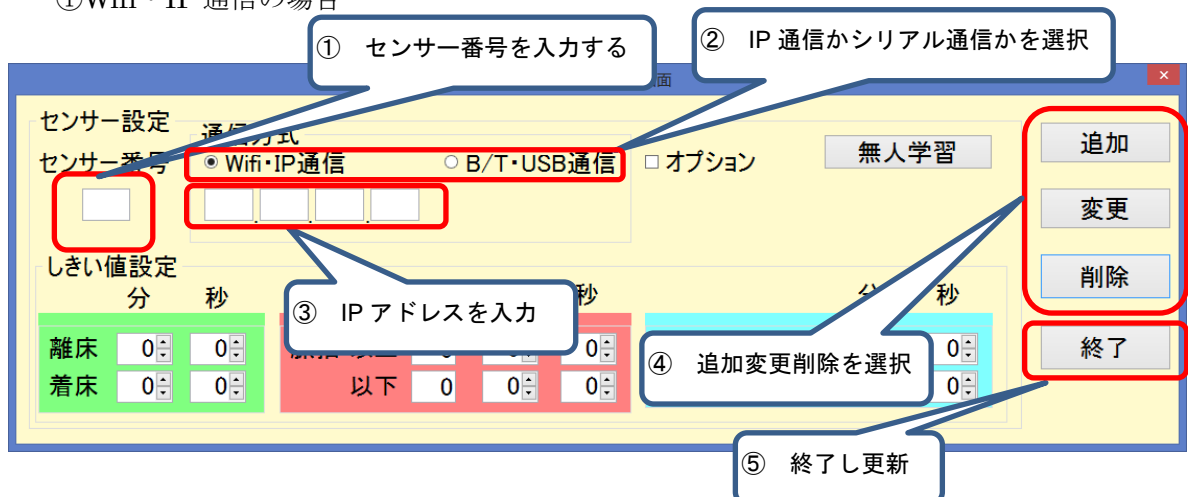 ①Wifi・IP 通信の場合
① センサー番号を入力する
② IP 通信かシリアル通信かを選択
面
センサー設定
通信方式
センサー番号
Wifi・IP通信
B/T・USB通信
オプション
無人学習
追加
変更
削除
終了
しきい値設定
分 秒
秒
分 秒
③ IP アドレスを入力
離床 0 0
以上 0 0 0
0
④ 追加変更削除を選択
着床 0 0
以下 0 0 0
0
⑤ 終了し更新